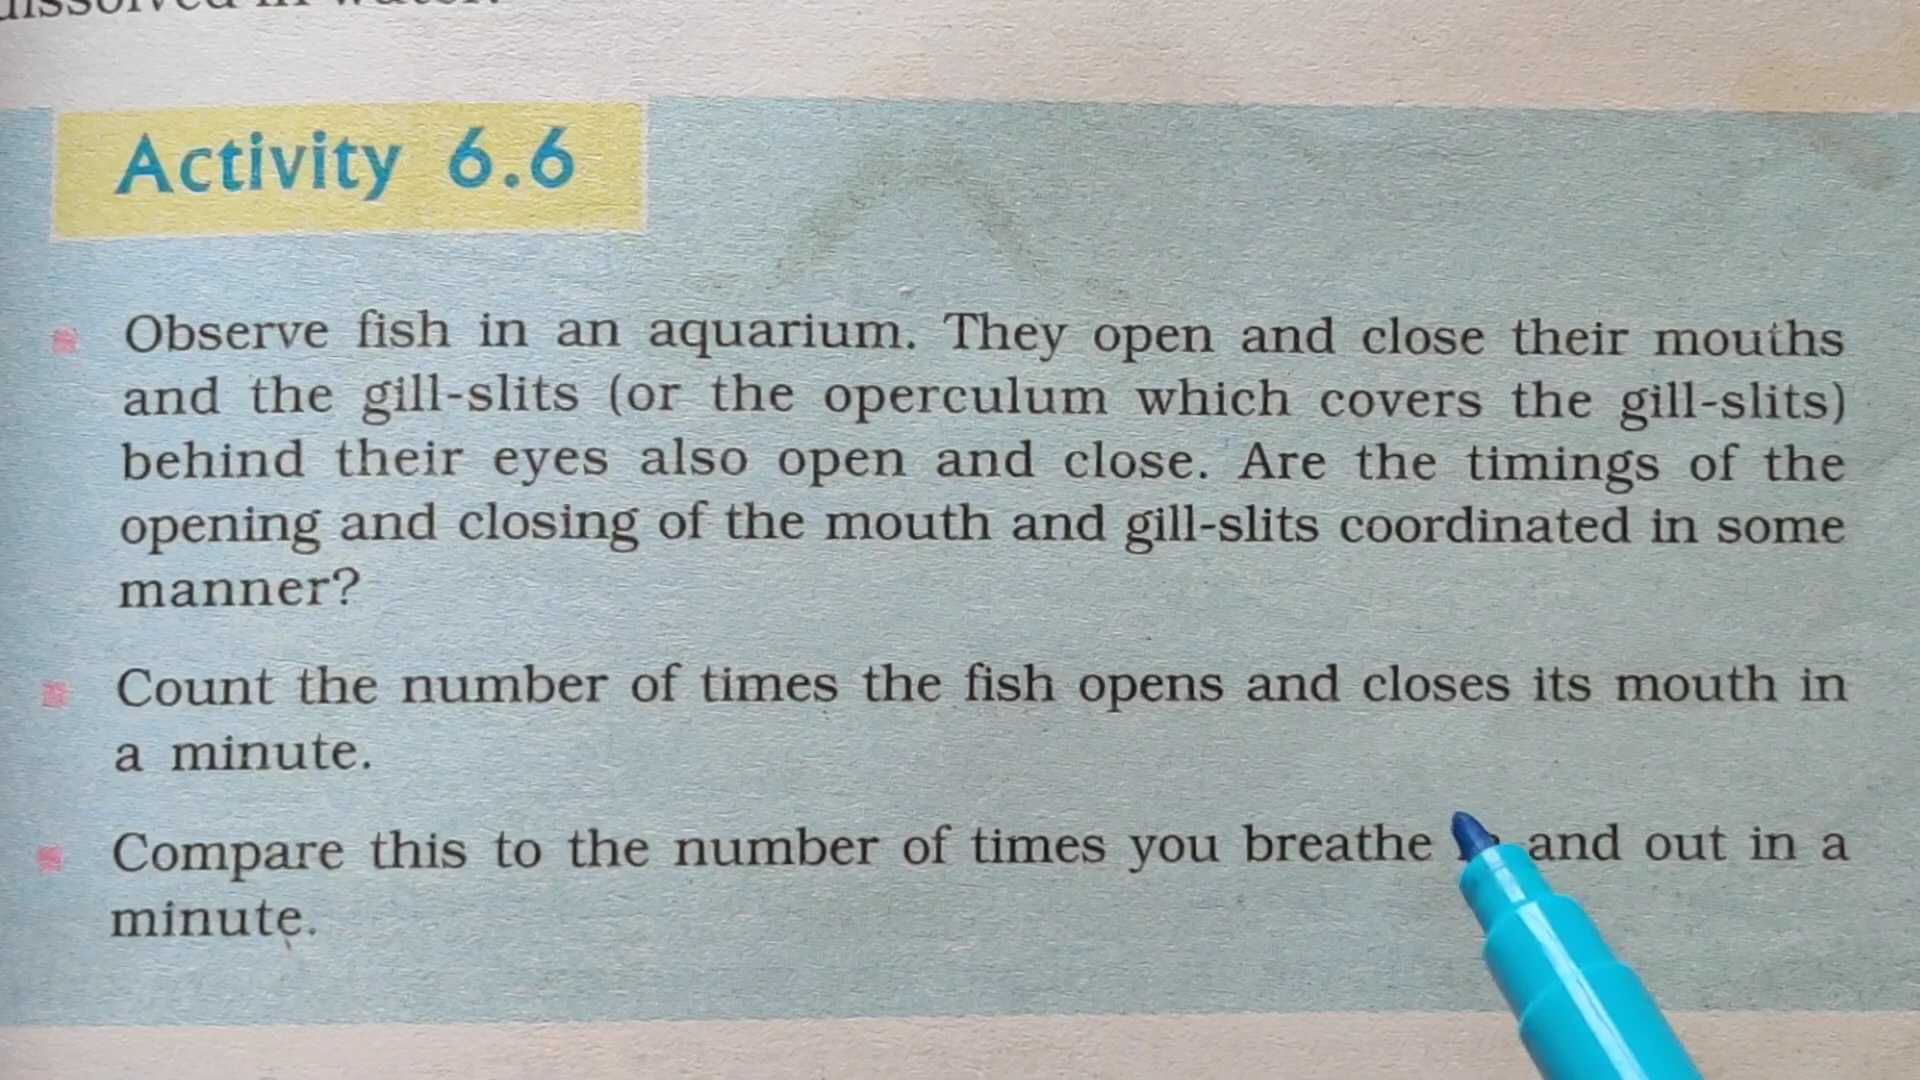 Activity 6.6
Observe fish in an aquarium. They open and close their mouths
and the gill-slits (or the operculum which covers the gill-slits)
behind their eyes also open and close. Are the timings of the
opening and closing of the mouth and gill-slits coordinated in some
manner?
Count the number of times the fish opens and closes its mouth in
a minute.
Compare this to the number of times you breathe and out in a
minute.